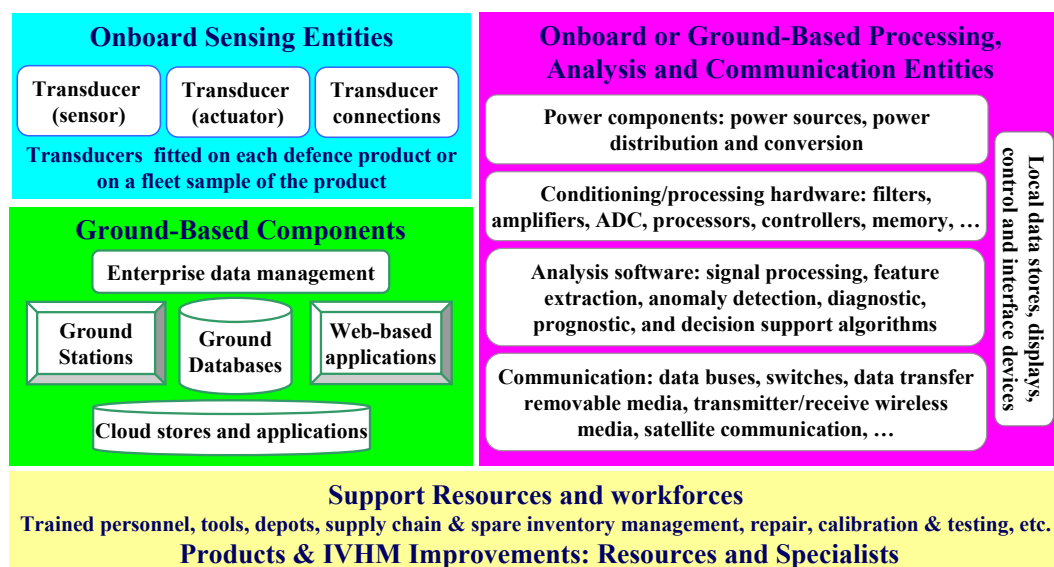 Onboard Sensing Entities
Transducer
(sensor)
Transducer
(actuator)
Transducer
connections
Transducers fitted on each defence product or
on a fleet sample of the product
Ground-Based Components
Enterprise data management
Ground
Stations
Ground
Databases
Web-based
applications
Cloud stores and applications
Onboard or Ground-Based Processing,
Analysis and Communication Entities
Power components: power sources, power
distribution and conversion
Conditioning/processing hardware: filters,
amplifiers, ADC, processors, controllers, memory, …
Analysis software: signal processing, feature
extraction, anomaly detection, diagnostic,
prognostic, and decision support algorithms
Communication: data buses, switches, data transfer
removable media, transmitter/receive wireless
media, satellite communication, …
Local data stores, displays,
control and interface devices
Support Resources and workforces
Trained personnel, tools, depots, supply chain & spare inventory management, repair, calibration & testing, etc.
Products & IVHM Improvements: Resources and Specialists